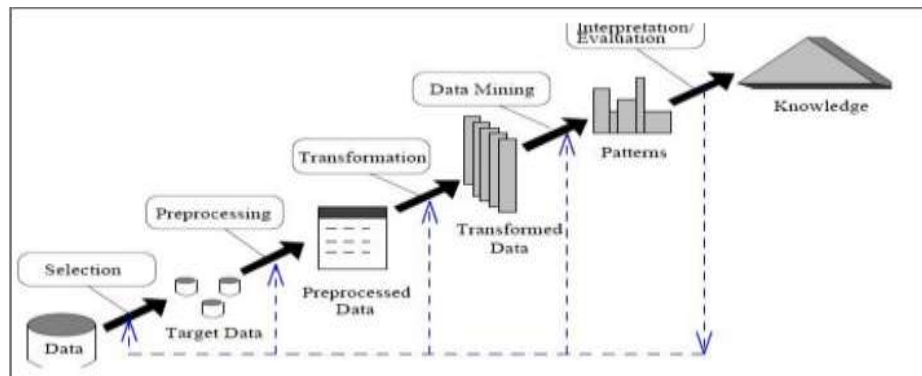 Interpretation/
Evaluation
Data Mining
Knowledge
Patterns
Transformation
Transformed
Data
Preprocessing
Preprocessed
Data
Selection
Target Data
Data